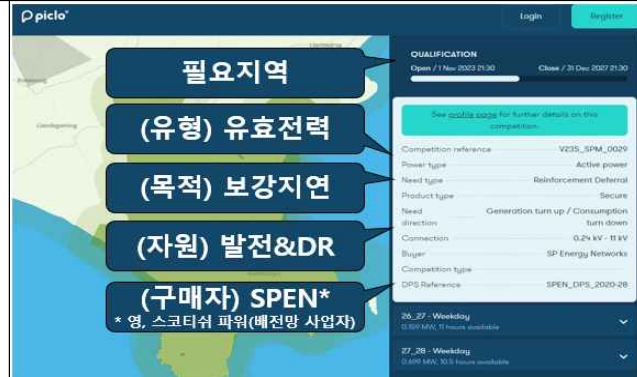 piclo
Login
Register
필요지역
(유형) 유효전력
(목적) 보강지연
(자원) 발전&DR
(구매자) SPEN*
* 영, 스코티쉬 파워(배전망 사업자)
QUALIFICATION
Open / 1 Nov 2023 21:30 Close / 31 Dec 2027 21:30
See profile page for further details on this
competition.
Competition reference V23S_SPM_0029
Power type Active power
Need type Reinforcement Deferral
Product type Secure
Need direction Generation turn up / Consumption turn down
Connection 0.24 kV - 11 kV
Buyer SP Energy Networks
Competition type
DPS Reference SPEN_DPS_2020-28
26_27 - Weekday
0.159 MW, 11 hours available
27_28 - Weekday
0.699 MW, 10.5 hours available